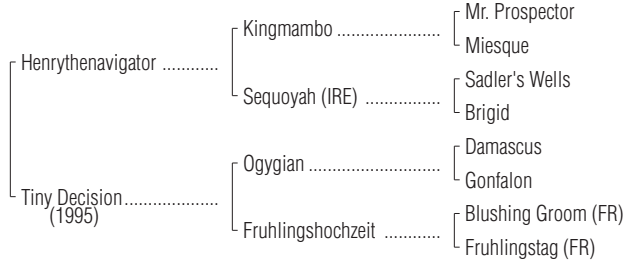 Mr. Prospector
Kingmambo ....................
Miesque
Henrythenavigator ............
Sadler's Wells
Sequoyah (IRE) ................
Brigid
Damascus
Ogygian ............................
Gonfalon
Tiny Decision....................
(1995)
Blushing Groom (FR)
Fruhlingshochzeit ............
Fruhlingstag (FR)